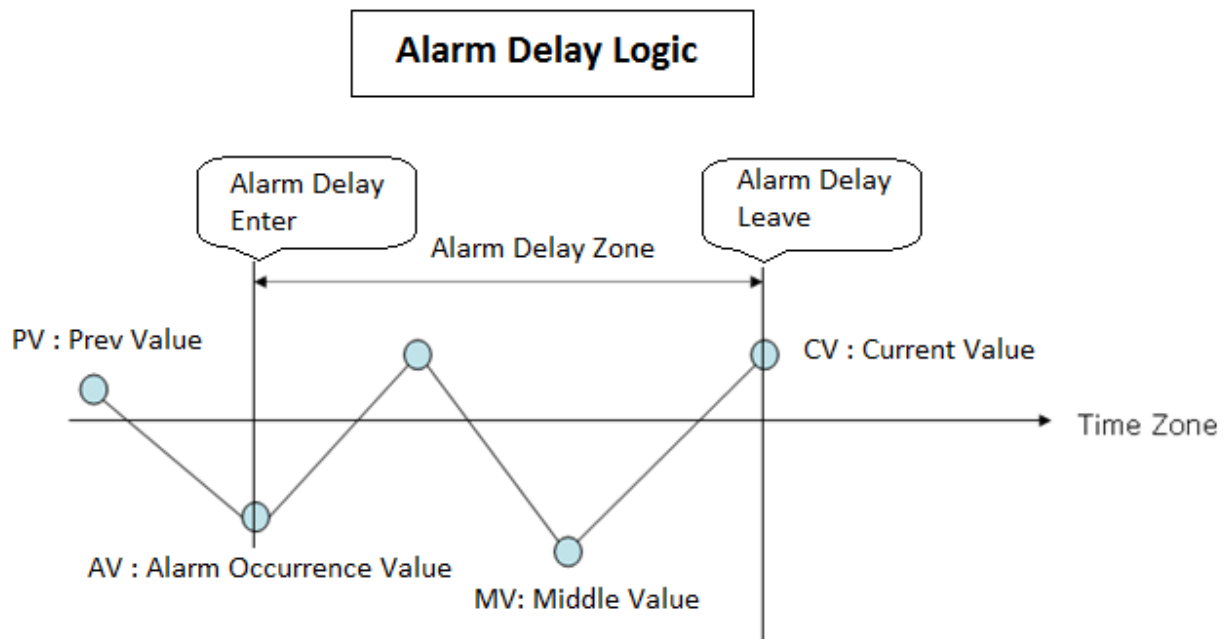 Alarm Delay Logic
Alarm Delay
Enter
Alarm Delay
Leave
Alarm Delay Zone
PV : Prev Value
CV : Current Value
Time Zone
AV : Alarm Occurrence Value
MV: Middle Value